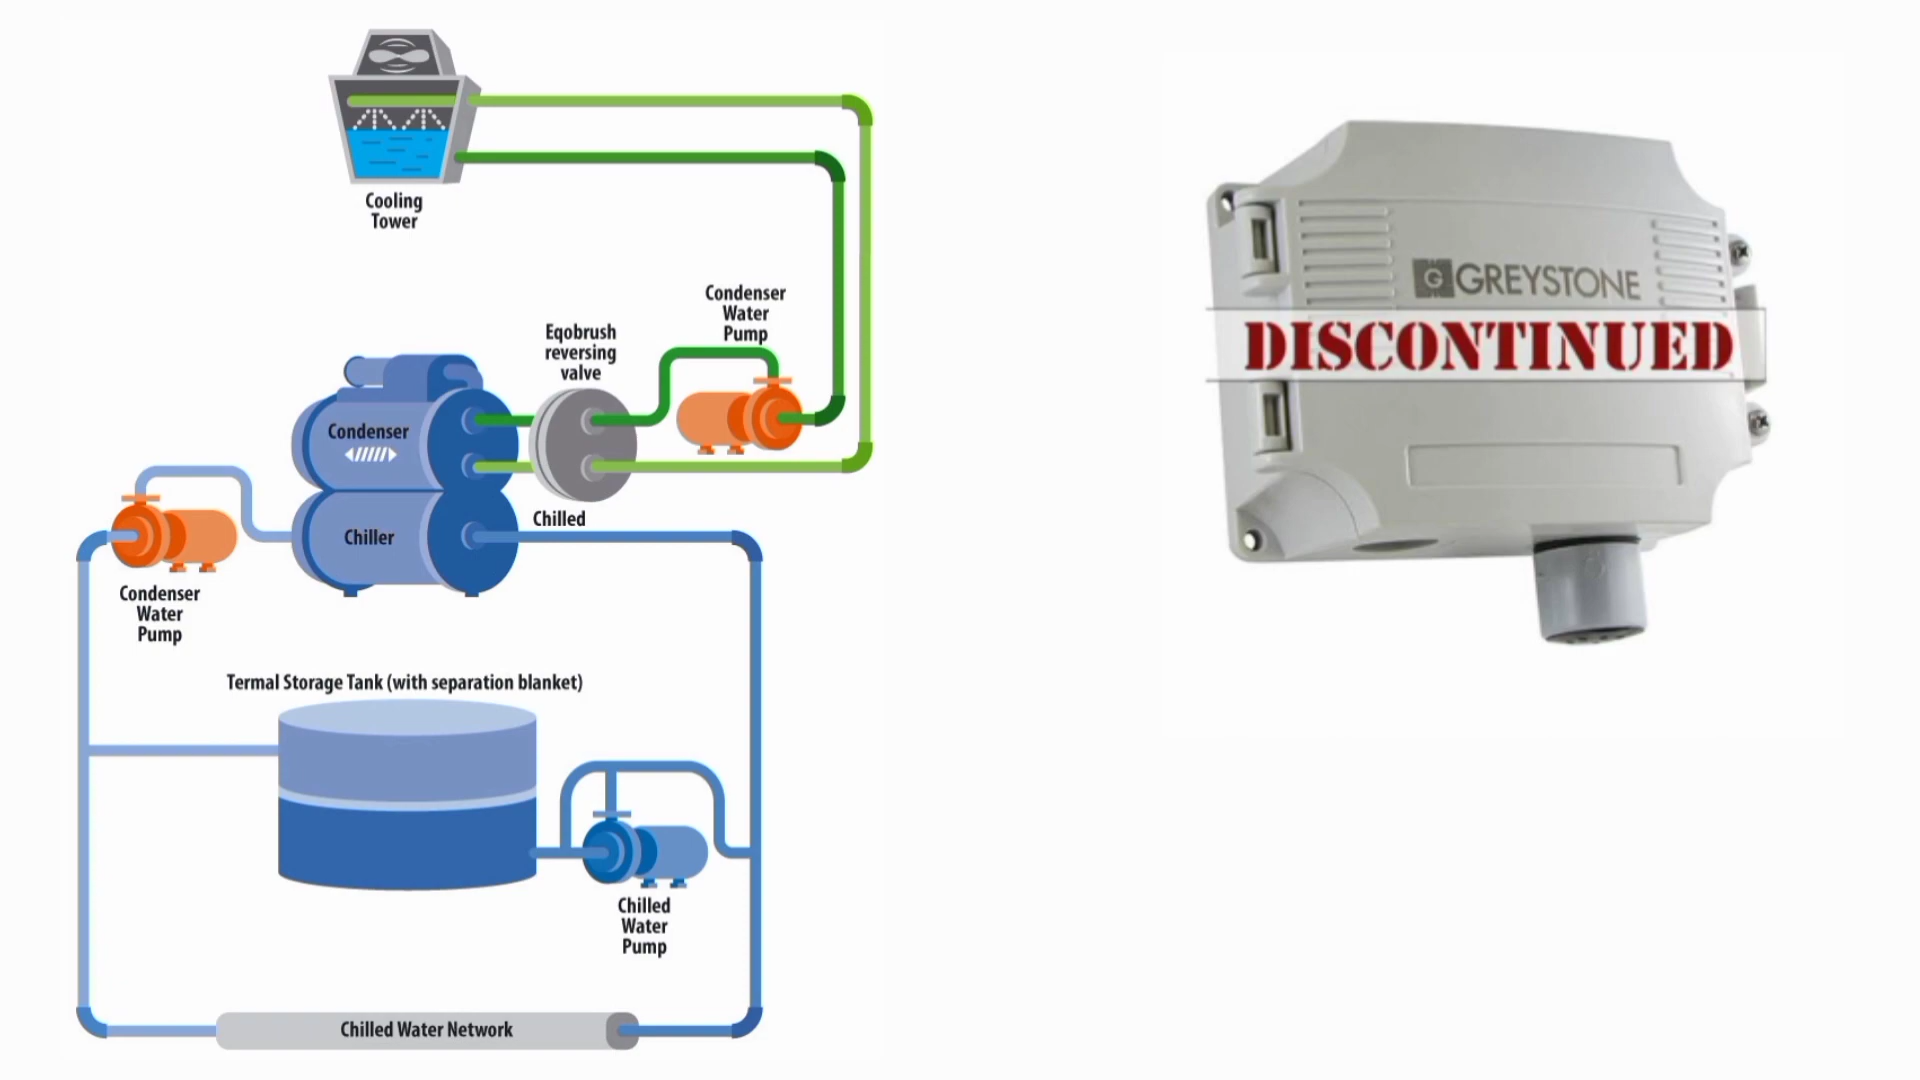 Cooling
Tower
Condenser
Water
Pump
Eqobrush
reversing
valve
Condenser
Chilled
Chiller
Condenser
Water
Pump
Termal Storage Tank (with separation blanket)
Chilled
Water
Pump
Chilled Water Network
G GREYSTONE
DISCONTINUED